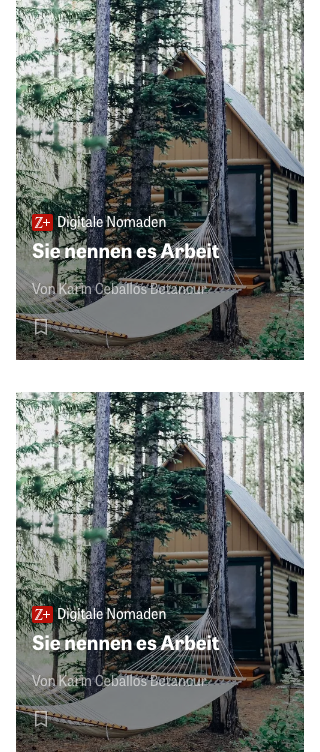 Z+ Digitale Nomaden
Sie nennen es Arbeit
Von Karin Ceballos Betancur
Z+ Digitale Nomaden
Sie nennen es Arbeit
Von Karin Ceballos Betancur